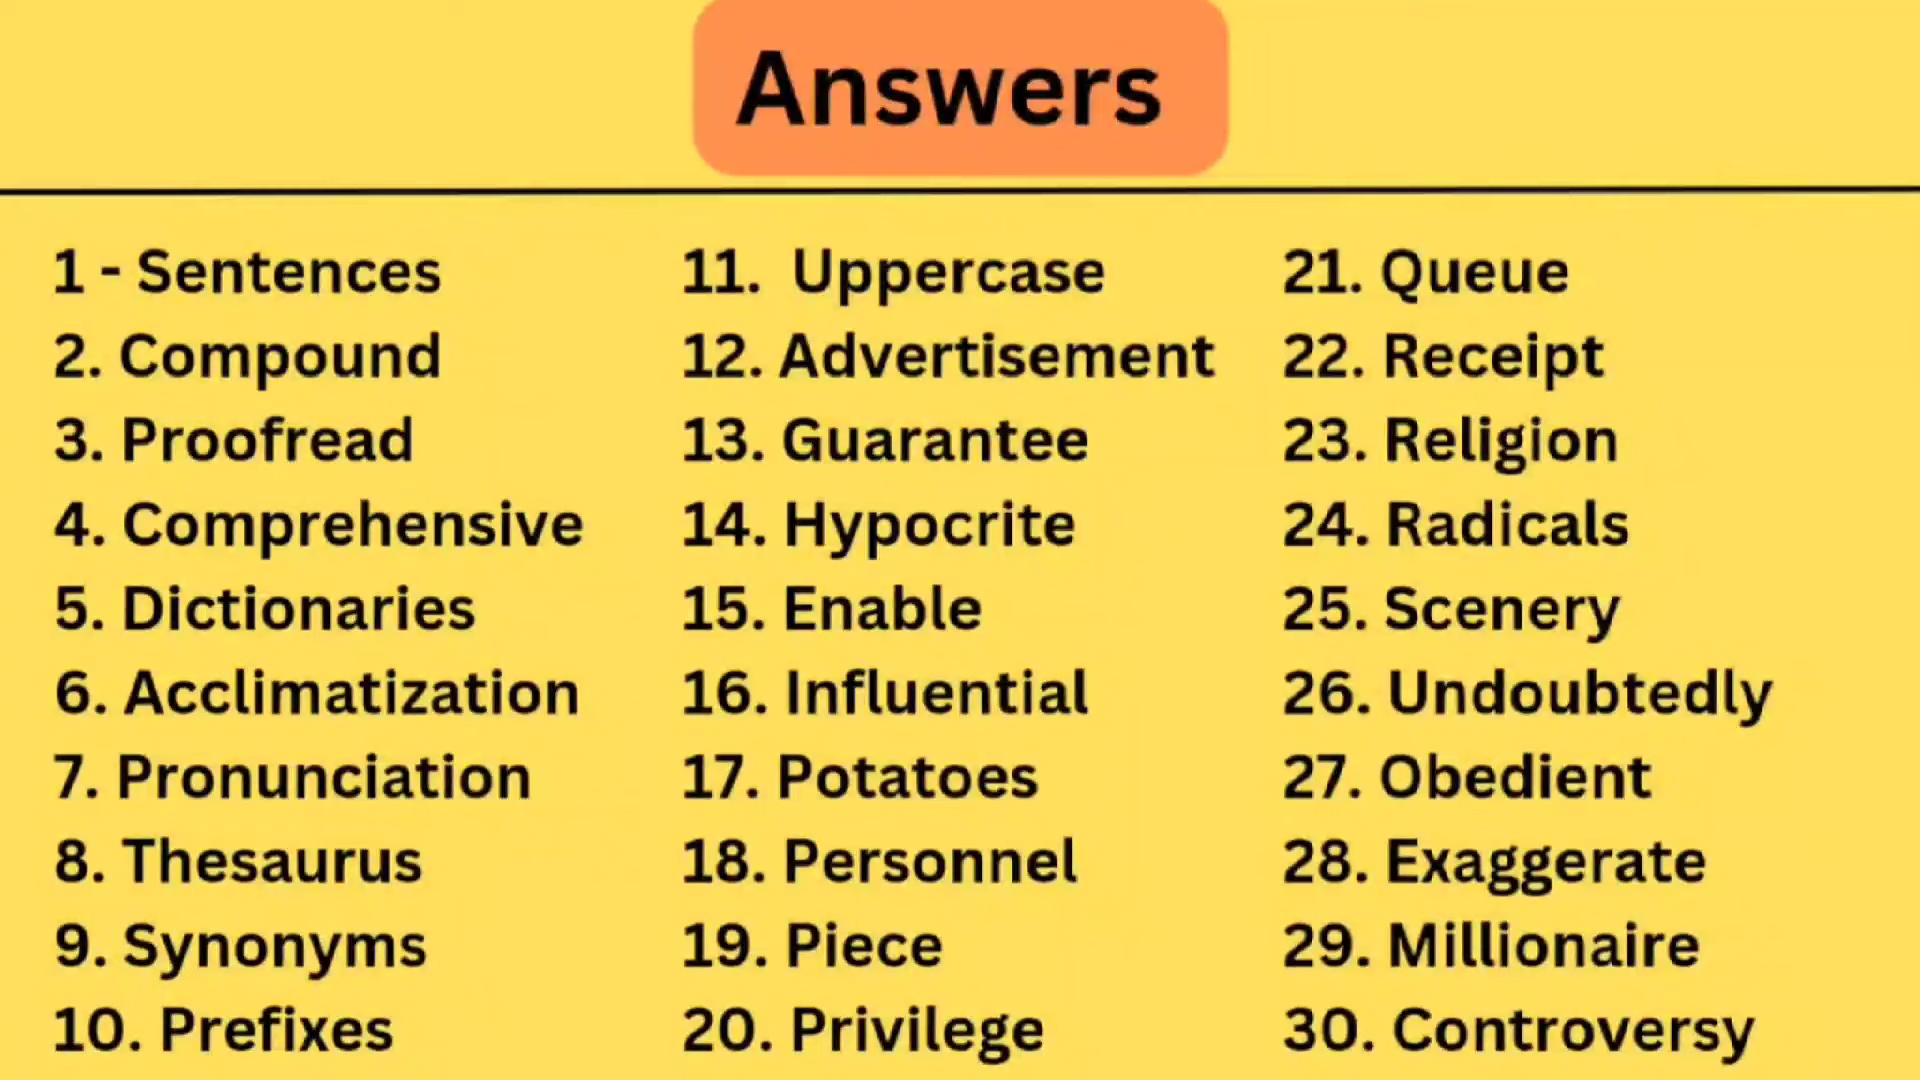 Answers
1 - Sentences
2. Compound
3. Proofread
4. Comprehensive
5. Dictionaries
6. Acclimatization
7. Pronunciation
8. Thesaurus
9. Synonyms
10. Prefixes
11. Uppercase
12. Advertisement
13. Guarantee
14. Hypocrite
15. Enable
16. Influential
17. Potatoes
18. Personnel
19. Piece
20. Privilege
21. Queue
22. Receipt
23. Religion
24. Radicals
25. Scenery
26. Undoubtedly
27. Obedient
28. Exaggerate
29. Millionaire
30. Controversy